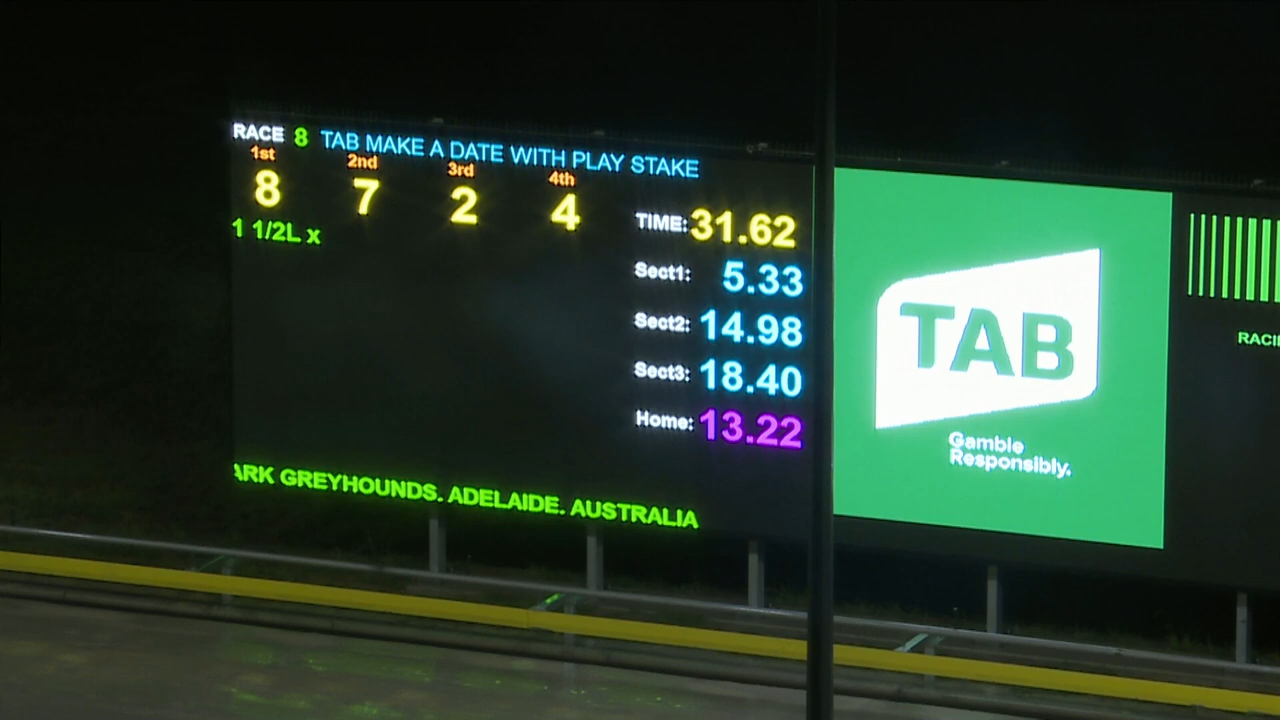 RACE 8 TAB MAKE A DATE WITH PLAY STAKE
1st 2nd 3rd 4th
8 7 2 4
1 1/2L x
TIME: 31.62
Sect1: 5.33
Sect2: 14.98
Sect3: 18.40
Home: 13.22
ARK GREYHOUNDS. ADELAIDE. AUSTRALIA
TAB
Gamble
Responsibly.
RACI